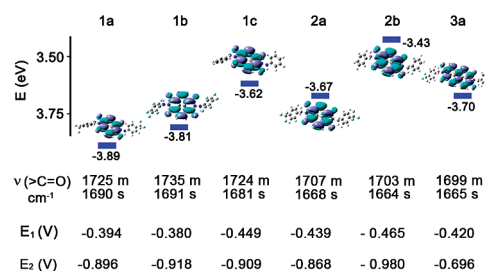 1a 1b 1c 2a 2b 3a
E (eV)
3.50
3.75
-3.89
-3.81
-3.62
-3.67
-3.43
-3.70
ν (>C=O) 1725 m 1735 m 1724 m 1707 m 1703 m 1699 m
cm-1 1690 s 1691 s 1681 s 1668 s 1664 s 1665 s
E1 (V) -0.394 -0.380 -0.449 -0.439 - 0.465 -0.420
E2 (V) -0.896 -0.918 -0.909 -0.868 - 0.980 -0.696